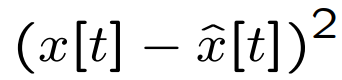 (x[t] − x̂[t])²